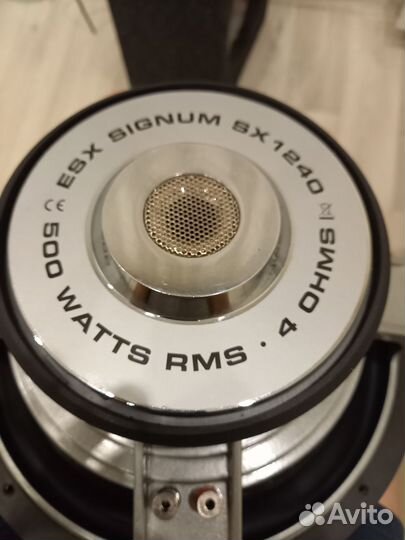 ESX SIGNUM SX1240
CE 500 WATTS RMS · 4 OHMS
Avito